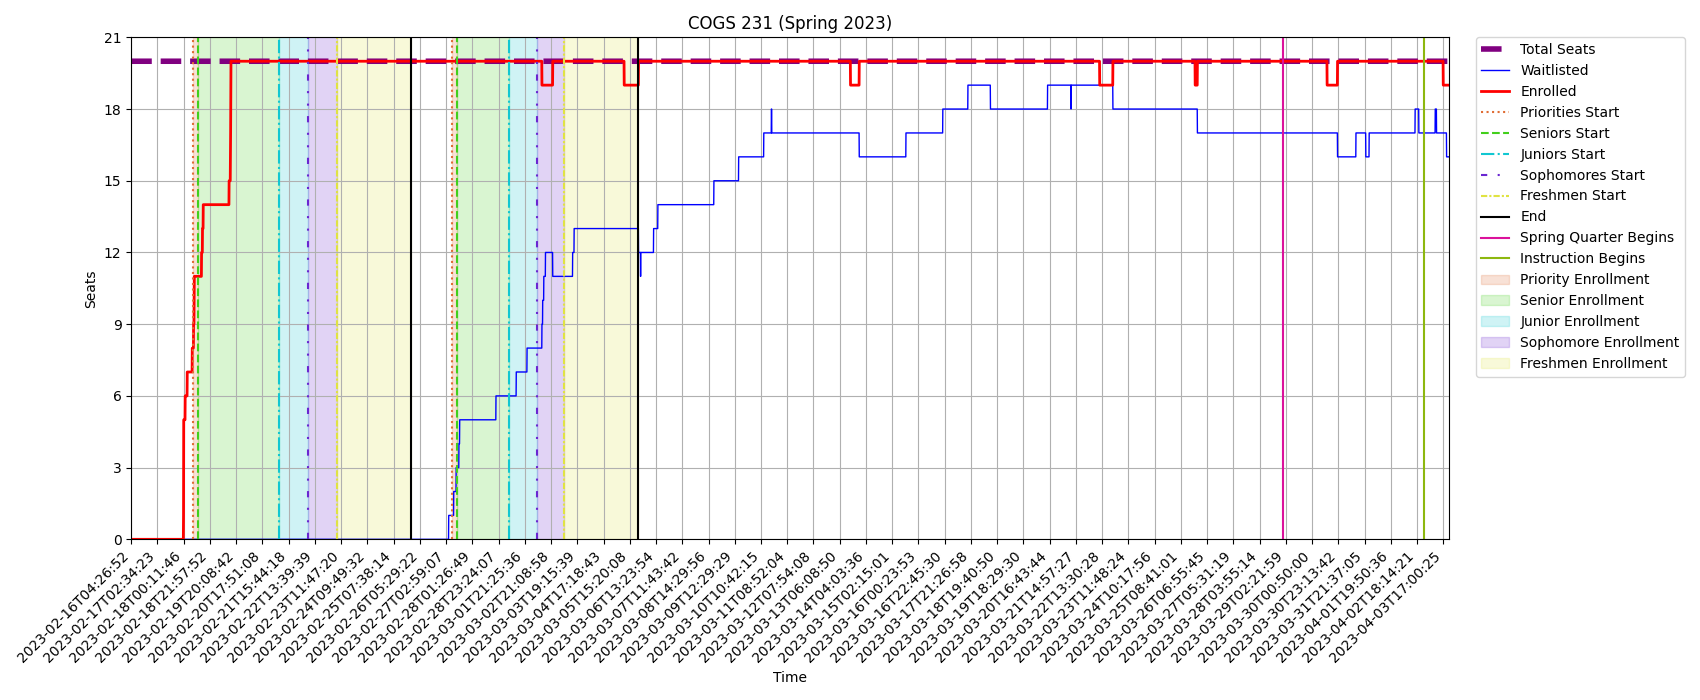 COGS 231 (Spring 2023)
21
18
15
12
9
6
3
0
Seats
2023-02-16T04:26:52
2023-02-17T02:34:23
2023-02-18T00:11:46
2023-02-18T21:57:52
2023-02-19T20:08:42
2023-02-20T17:51:08
2023-02-21T15:44:19
2023-02-22T13:39:39
2023-02-23T11:47:20
2023-02-24T09:49:32
2023-02-25T07:38:14
2023-02-26T05:29:22
2023-02-27T02:59:07
2023-02-28T01:26:49
2023-02-28T23:24:07
2023-03-01T21:25:36
2023-03-02T21:08:58
2023-03-03T19:15:39
2023-03-04T17:18:43
2023-03-05T15:20:08
2023-03-06T13:23:54
2023-03-07T11:43:42
2023-03-08T14:29:56
2023-03-09T12:29:29
2023-03-10T10:42:15
2023-03-11T08:52:04
2023-03-12T07:54:08
2023-03-13T06:08:50
2023-03-14T04:03:36
2023-03-15T02:15:01
2023-03-16T00:23:53
2023-03-16T22:45:30
2023-03-17T21:26:58
2023-03-18T19:40:50
2023-03-19T18:29:30
2023-03-20T16:43:44
2023-03-21T14:57:27
2023-03-22T13:30:28
2023-03-23T11:48:24
2023-03-24T10:17:56
2023-03-25T08:41:01
2023-03-26T06:55:45
2023-03-27T05:31:19
2023-03-28T03:55:14
2023-03-29T02:21:59
2023-03-30T00:50:00
2023-03-30T23:13:42
2023-03-31T21:37:05
2023-04-01T19:50:36
2023-04-02T18:14:21
2023-04-03T17:00:25
Time
Total Seats
Waitlisted
Enrolled
Priorities Start
Seniors Start
Juniors Start
Sophomores Start
Freshmen Start
End
Spring Quarter Begins
Instruction Begins
Priority Enrollment
Senior Enrollment
Junior Enrollment
Sophomore Enrollment
Freshmen Enrollment